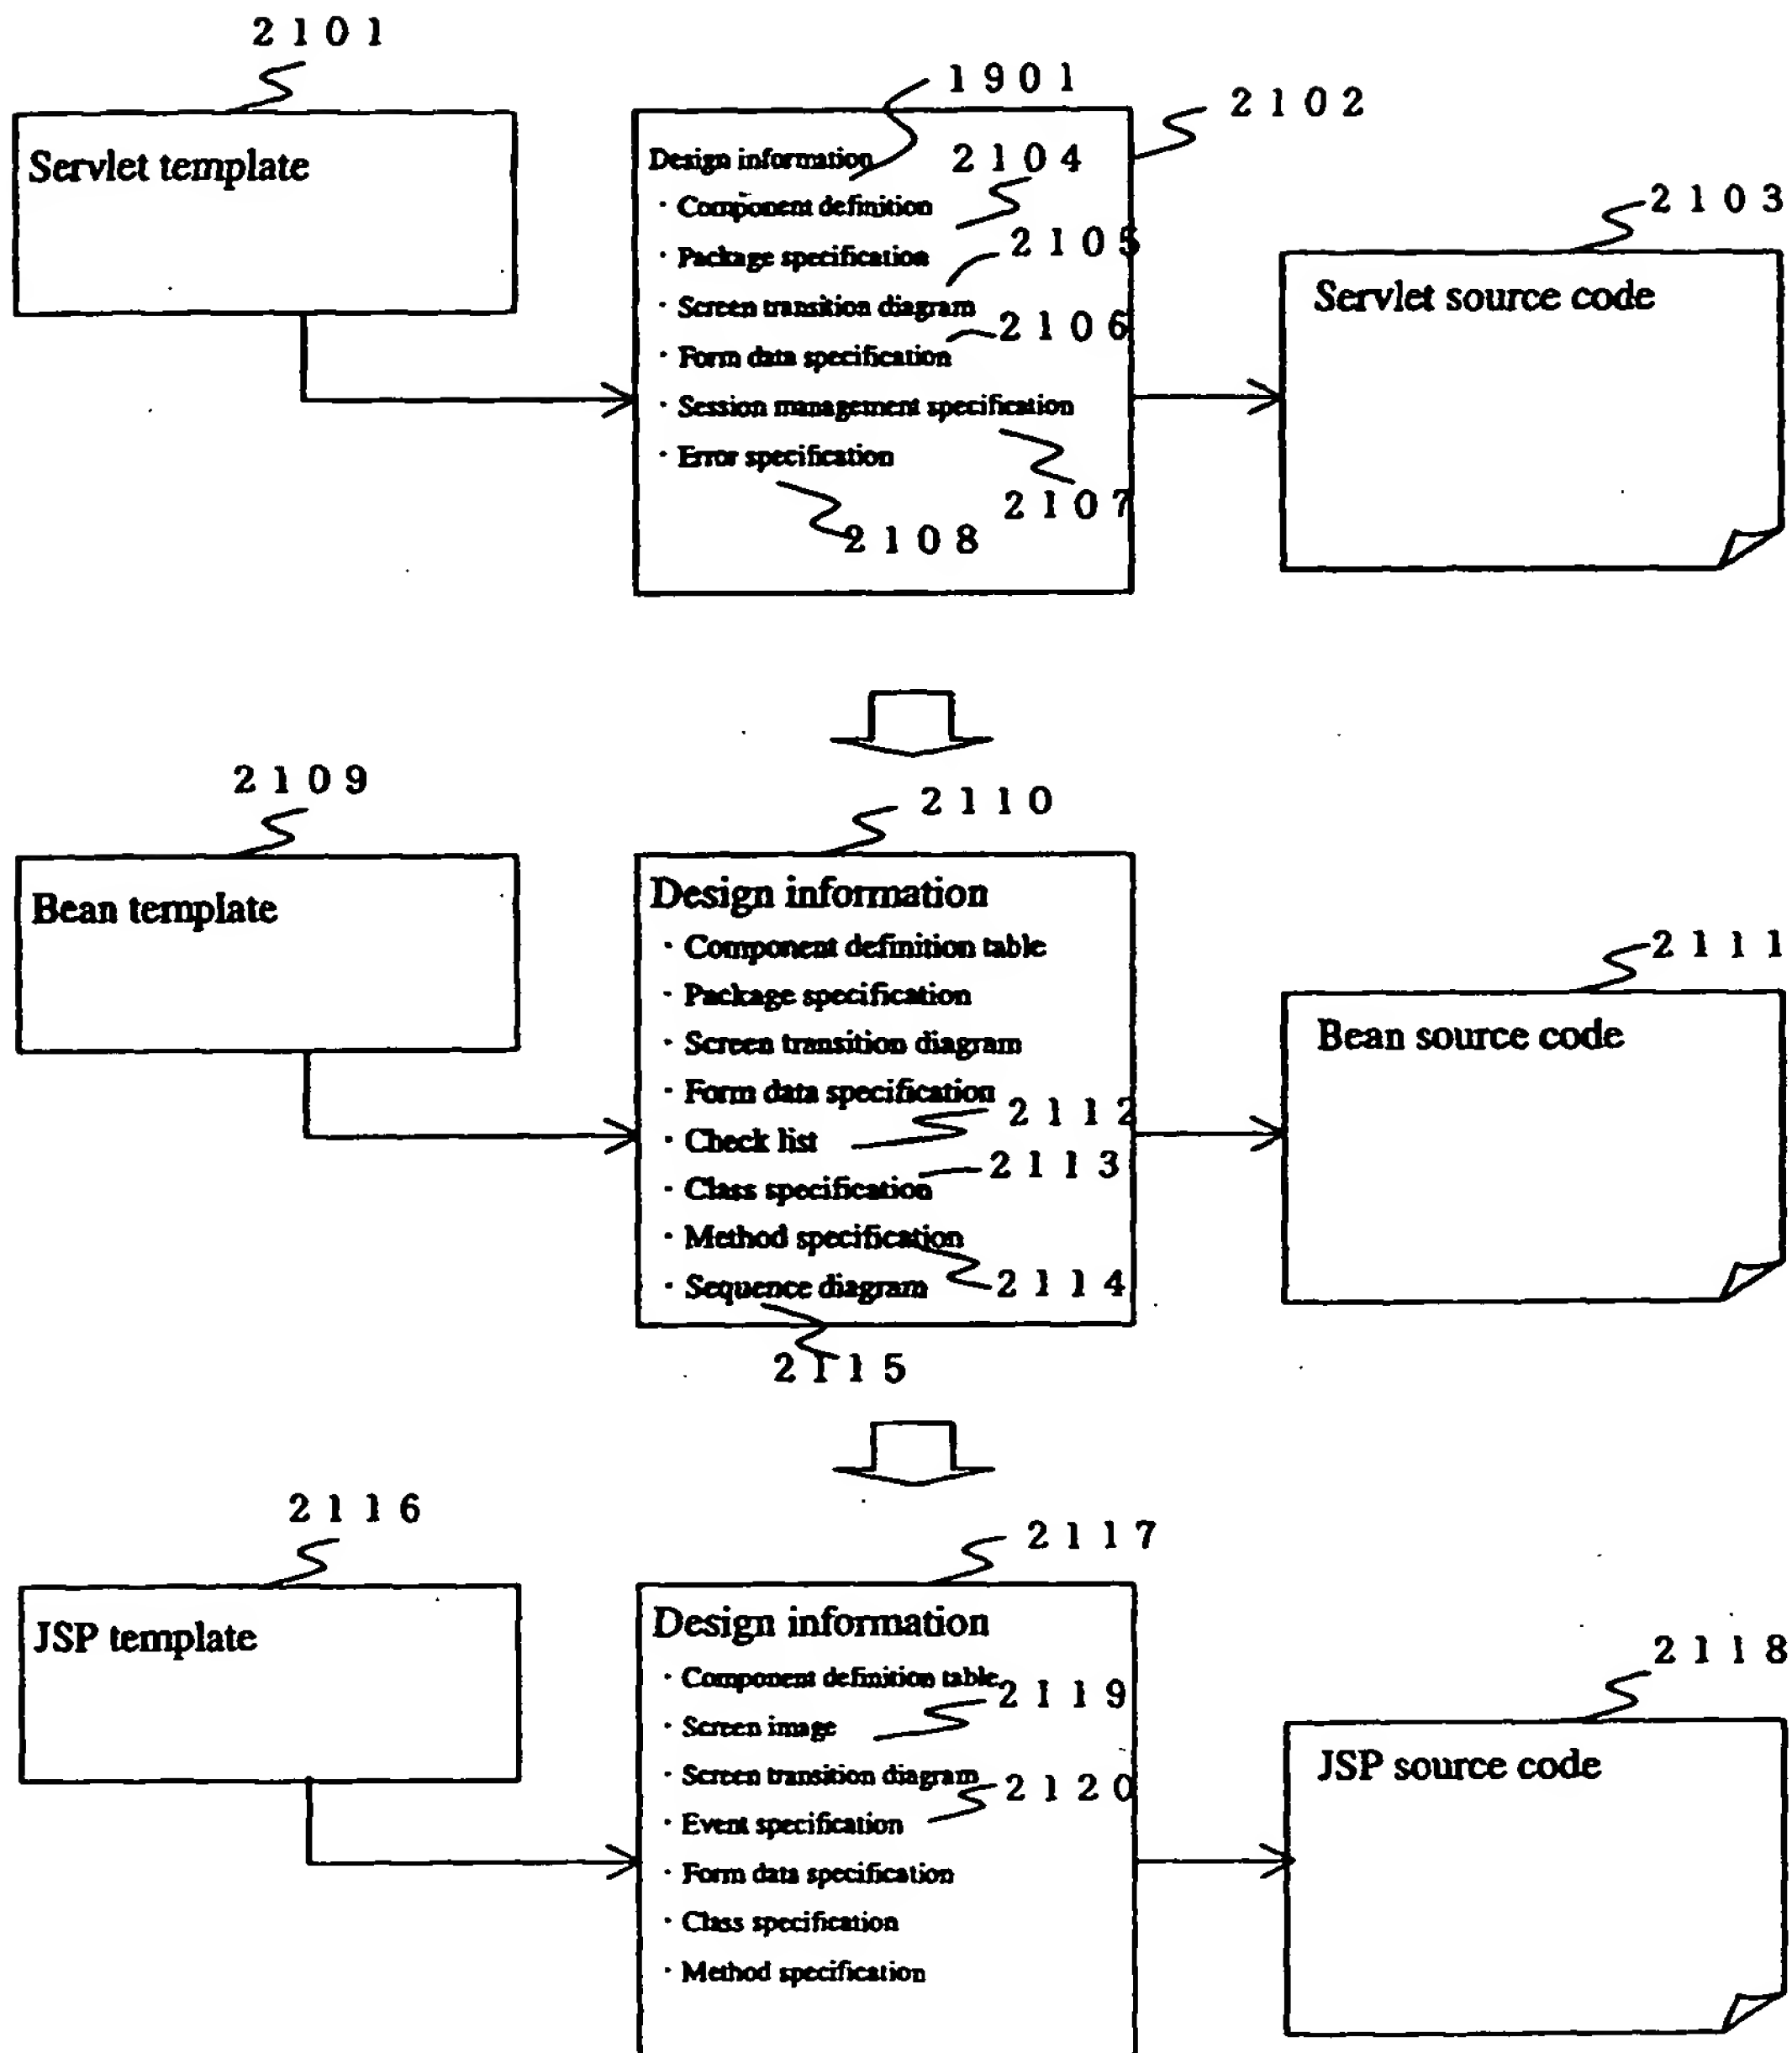 2101
1901
2102
Servlet template
Design information
2104
· Component definition
2103
· Package specification
2105
· Screen transition diagram
Servlet source code
2106
· Form data specification
· Session management specification
· Error specification
2107
2108
2109
2110
Bean template
Design information
· Component definition table
2111
· Package specification
· Screen transition diagram
Bean source code
· Form data specification
2112
· Check list
2113
· Class specification
· Method specification
· Sequence diagram
2114
2115
2116
2117
JSP template
Design information
2118
· Component definition table
2119
· Screen image
· Screen transition diagram
JSP source code
2120
· Event specification
· Form data specification
· Class specification
· Method specification